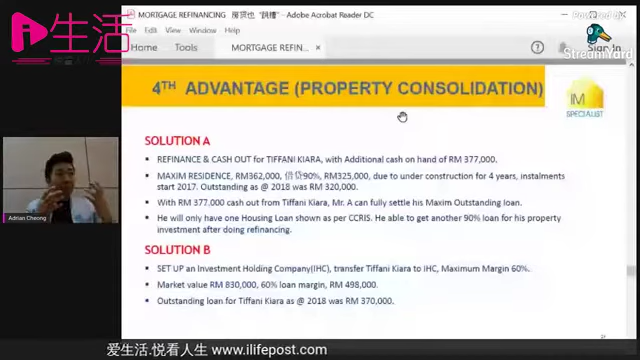 MORTGAGE REFINANCING 房贷也 "跳槽" - Adobe Acrobat Reader DC
Powered by
File Edit View Window Help
生活
Home Tools MORTGAGE REFIN... × Sign In
StreamYard
4TH ADVANTAGE (PROPERTY CONSOLIDATION)
IM
SPECIALIST
SOLUTION A
• REFINANCE & CASH OUT for TIFFANI KIARA, with Additional cash on hand of RM 377,000.
• MAXIM RESIDENCE, RM362,000, 借贷90%, RM325,000, due to under construction for 4 years, instalments
start 2017. Outstanding as @ 2018 was RM 320,000.
• With RM 377,000 cash out from Tiffani Kiara, Mr. A can fully settle his Maxim Outstanding loan.
• He will only have one Housing Loan shown as per CCRIS. He able to get another 90% loan for his property
investment after doing refinancing.
SOLUTION B
• SET UP an Investment Holding Company(IHC), transfer Tiffani Kiara to IHC, Maximum Margin 60%.
• Market value RM 830,000, 60% loan margin, RM 498,000.
• Outstanding loan for Tiffani Kiara as @ 2018 was RM 370,000.
Adrian Cheong
爱生活.悦看人生 www.ilifepost.com